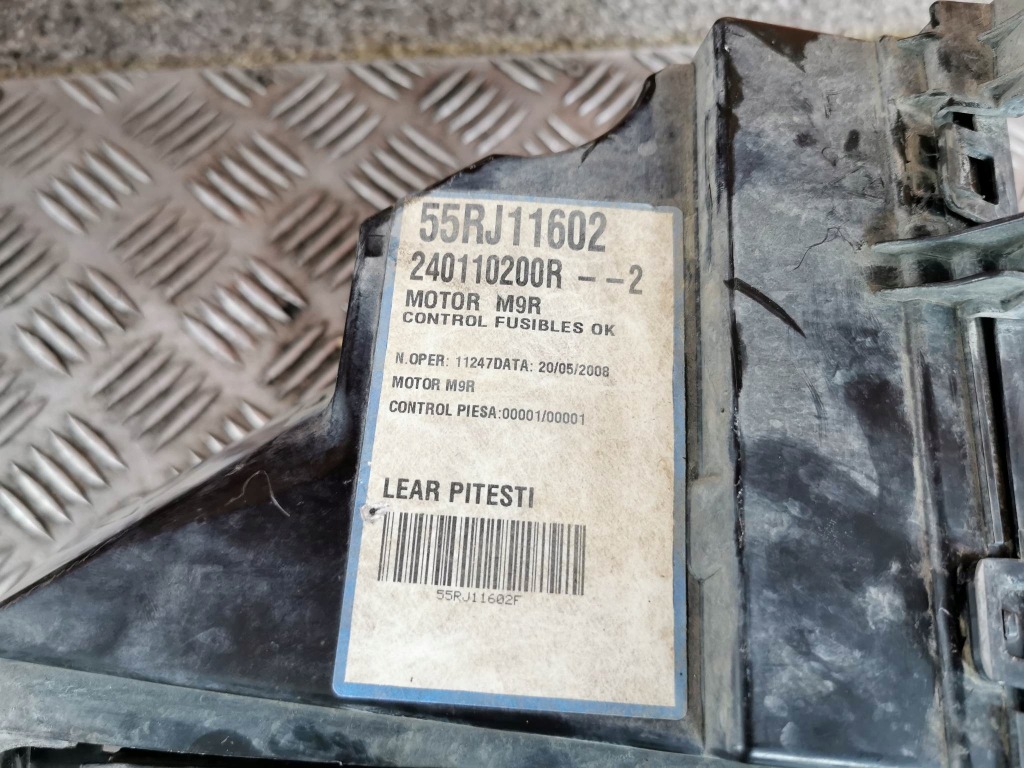 55RJ11602
240110200R - -2
MOTOR M9R
CONTROL FUSIBLES OK
N.OPER: 11247DATA: 20/05/2008
MOTOR M9R
CONTROL PIESA:00001/00001
LEAR PITESTI
55RJ11602F